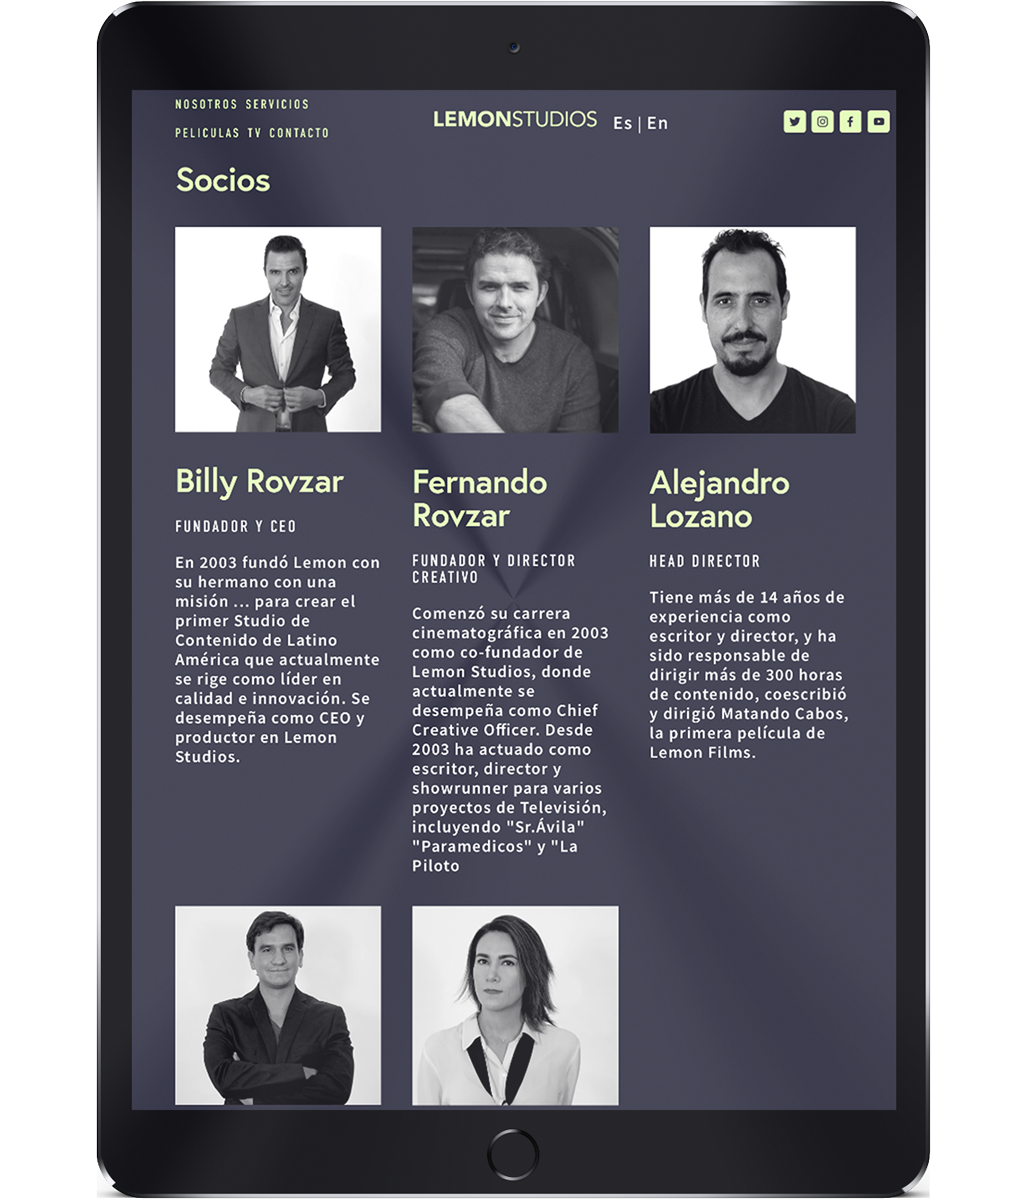 NOSOTROS SERVICIOS
PELICULAS TV CONTACTO
LEMONSTUDIOS
Es | En
Socios
Billy Rovzar
FUNDADOR Y CEO
En 2003 fundó Lemon con
su hermano con una
misión ... para crear el
primer Studio de
Contenido de Latino
América que actualmente
se rige como líder en
calidad e innovación. Se
desempeña como CEO y
productor en Lemon
Studios.
Fernando
Rovzar
FUNDADOR Y DIRECTOR
CREATIVO
Comenzó su carrera
cinematográfica en 2003
como co-fundador de
Lemon Studios, donde
actualmente se
desempeña como Chief
Creative Officer. Desde
2003 ha actuado como
escritor, director y
showrunner para varios
proyectos de Televisión,
incluyendo "Sr.Ávila"
"Paramedicos" y "La
Piloto
Alejandro
Lozano
HEAD DIRECTOR
Tiene más de 14 años de
experiencia como
escritor y director, y ha
sido responsable de
dirigir más de 300 horas
de contenido, coescribió
y dirigió Matando Cabos,
la primera película de
Lemon Films.